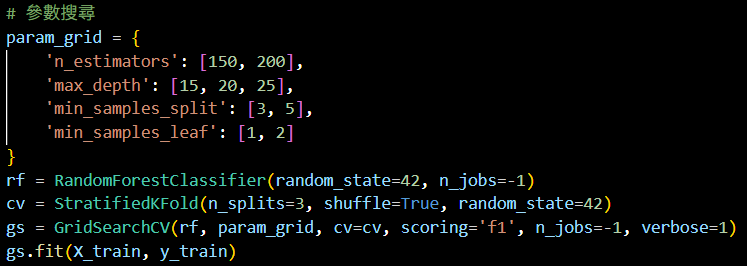 # 參數搜尋
param_grid = {
    'n_estimators': [150, 200],
    'max_depth': [15, 20, 25],
    'min_samples_split': [3, 5],
    'min_samples_leaf': [1, 2]
}
rf = RandomForestClassifier(random_state=42, n_jobs=-1)
cv = StratifiedKFold(n_splits=3, shuffle=True, random_state=42)
gs = GridSearchCV(rf, param_grid, cv=cv, scoring='f1', n_jobs=-1, verbose=1)
gs.fit(X_train, y_train)